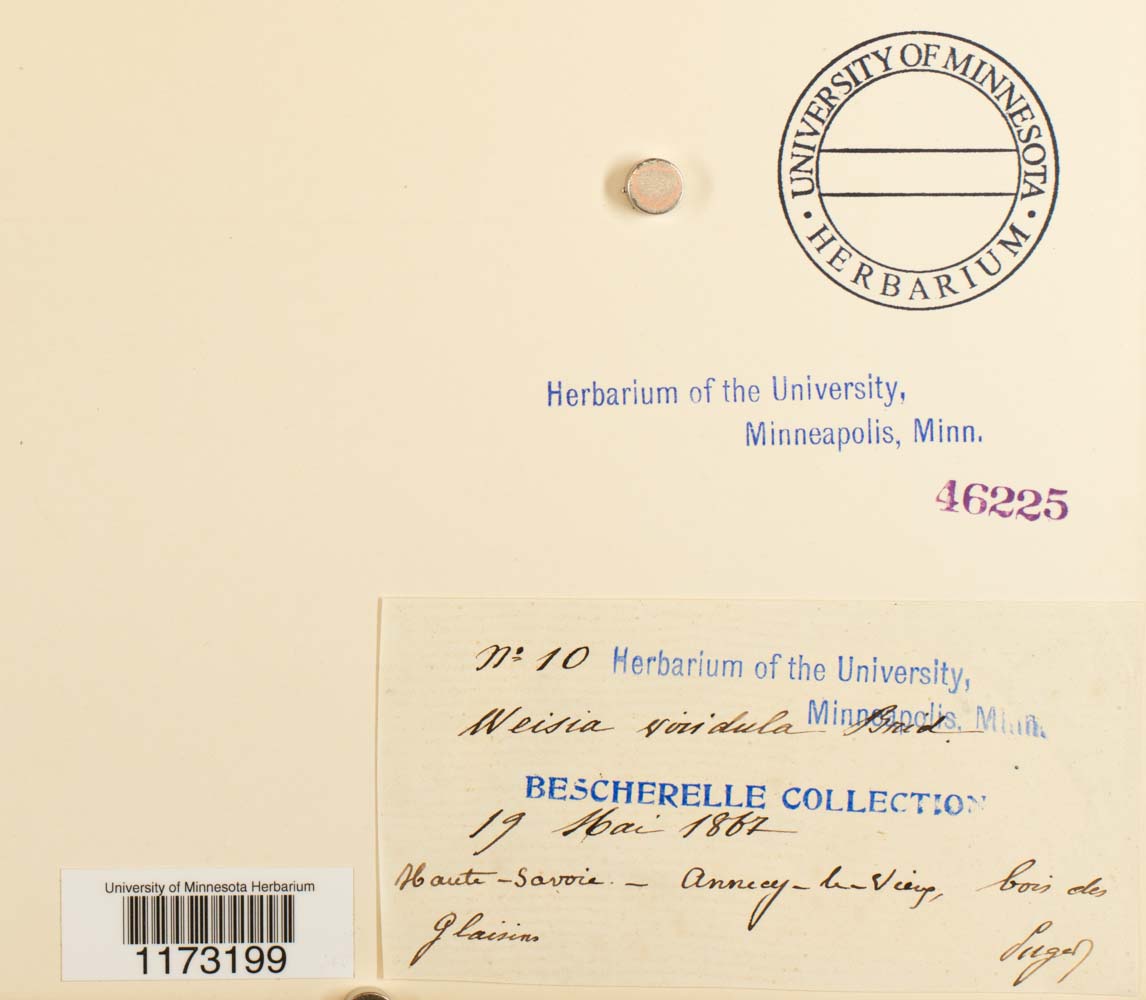 UNIVERSITY OF MINNESOTA
• HERBARIUM •
Herbarium of the University,
Minneapolis, Minn.
46225
Nº 10 Herbarium of the University,
Minneapolis, Minn.
Weisia viridula Brid.
BESCHERELLE COLLECTION
19 Mai 1867
Haute-Savoie. - Annecy-le-Vieux, bois des
Glaisins
Puget
University of Minnesota Herbarium
1173199